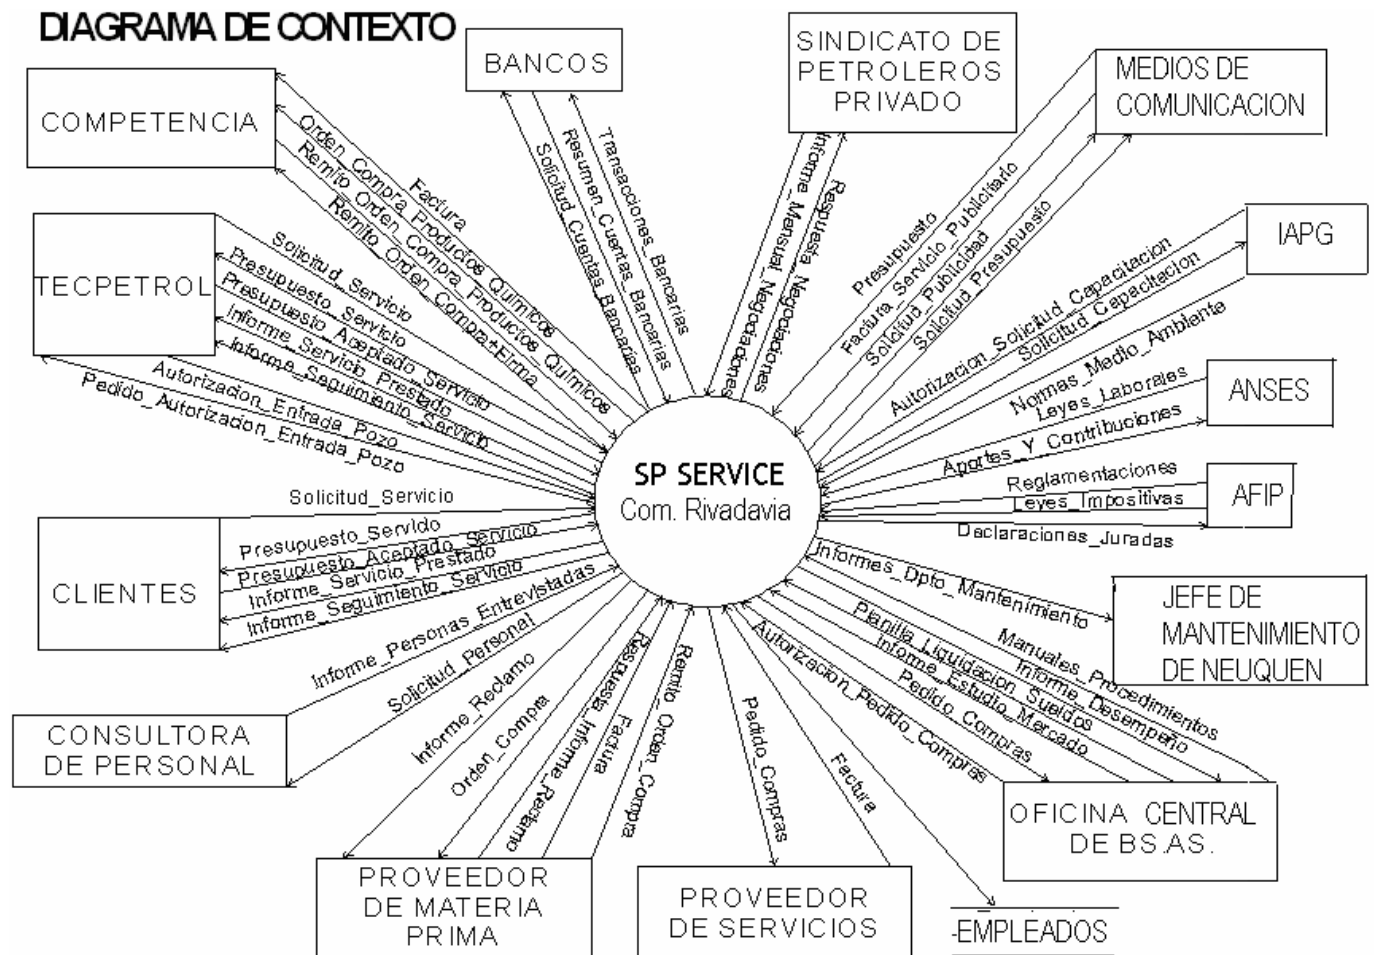 DIAGRAMA DE CONTEXTO
BANCOS
SINDICATO DE
PETROLEROS
PRIVADO
MEDIOS DE
COMUNICACION
COMPETENCIA
Factura
Orden_Compra_Productos_Químicos
Remito_Orden_Compra_Productos_Químicos
Remito_Orden_Compra+Firma
Transacciones_Bancarias
Resumen_Cuentas_Bancarias
Solicitud_Cuentas_Bancarias
Informe_Mensual_Negociaciones
Respuesta_Negociaciones
Presupuesto
Factura_Servicio_Publicitario
Solicitud_Publicidad
Solicitud_Presupuesto
IAPG
Autorizacion_Solicitud_Capacitacion
Solicitud_Capacitacion
Normas_Medio_Ambiente
TECPETROL
Solicitud_Servicio
Presupuesto_Servicio
Presupuesto_Aceptado_Servicio
Informe_Servicio_Prestado
Informe_Seguimiento_Servicio
Autorizacion_Entrada_Pozo
Pedido_Autorizacion_Entrada_Pozo
ANSES
Leyes_Laborales
Aportes_Y_Contribuciones
SP SERVICE
Com. Rivadavia
AFIP
Reglamentaciones
Leyes_Impositivas
Declaraciones_Juradas
CLIENTES
Solicitud_Servicio
Presupuesto_Servido
Presupuesto_Aceptado_Servicio
Informe_Servicio_Prestado
Informe_Seguimiento_Servicio
JEFE DE
MANTENIMIENTO
DE NEUQUEN
Informes_Dpto_Mantenimiento
CONSULTORA
DE PERSONAL
Informe_Personas_Entrevistadas
Solicitud_Personal
Informe_Reclamo
Orden_Compra
Respuesta_Informe_Reclamo
Factura
Remito_Orden_Compra
Pedido_Compras
Factura
Autorizacion_Pedido_Compras
Pedido_Compras
Informe_Estudio_Mercado
Planilla_Liquidacion_Sueldos
Informe_Desempeño
Manuales_Procedimientos
OFICINA CENTRAL
DE BS.AS.
PROVEEDOR
DE MATERIA
PRIMA
PROVEEDOR
DE SERVICIOS
-EMPLEADOS